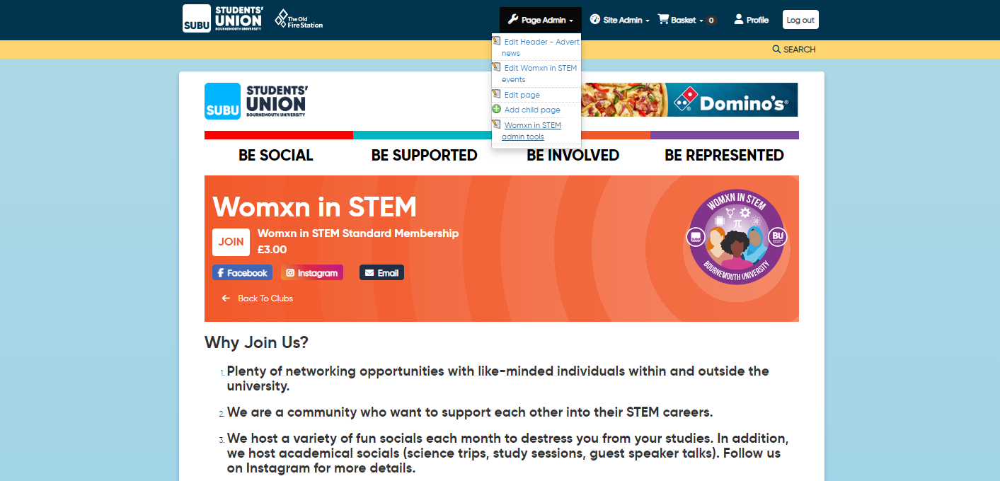 SUBU STUDENTS' UNION BOURNEMOUTH UNIVERSITY
The Old Fire Station
Page Admin
Site Admin
Basket 0
Profile
Log out
Edit Header - Advert
news
Edit Womxn in STEM
events
Edit page
Add child page
Womxn in STEM
admin tools
SEARCH
SUBU
STUDENTS'
UNION
BOURNEMOUTH UNIVERSITY
Domino's®
BE SOCIAL
BE SUPPORTED
BE INVOLVED
BE REPRESENTED
Womxn in STEM
JOIN
Womxn in STEM Standard Membership
£3.00
Facebook
Instagram
Email
Back To Clubs
WOMXN IN STEM
π
BU
BOURNEMOUTH UNIVERSITY
Why Join Us?
1. Plenty of networking opportunities with like-minded individuals within and outside the
university.
2. We are a community who want to support each other into their STEM careers.
3. We host a variety of fun socials each month to destress you from your studies. In addition,
we host academical socials (science trips, study sessions, guest speaker talks). Follow us
on Instagram for more details.